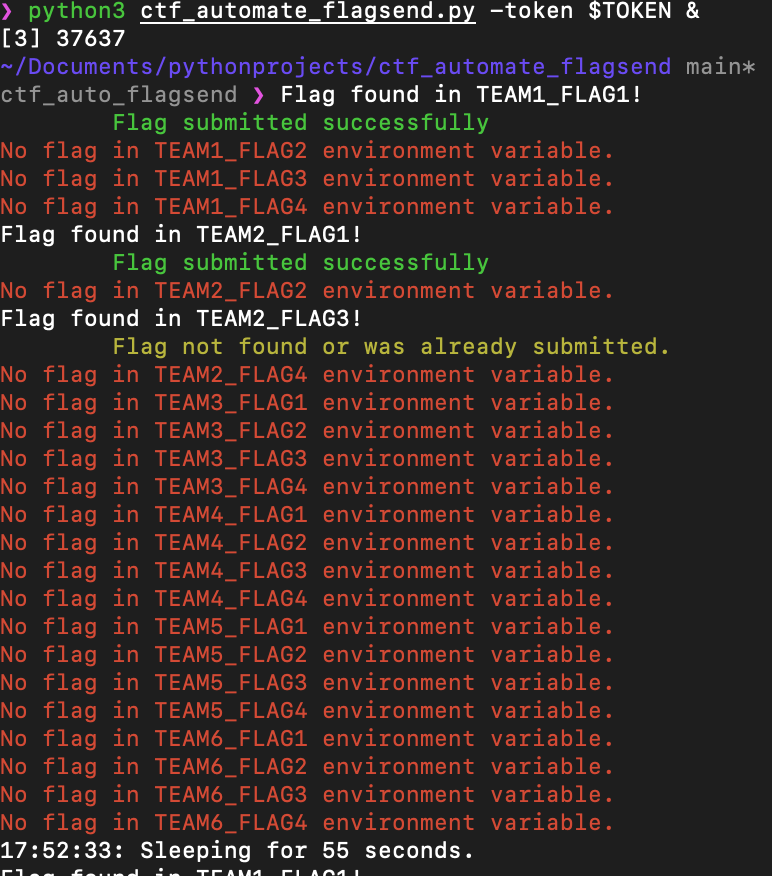 ❯ python3 ctf_automate_flagsend.py -token $TOKEN &
[3] 37637
~/Documents/pythonprojects/ctf_automate_flagsend main*
ctf_auto_flagsend ❯ Flag found in TEAM1_FLAG1!
Flag submitted successfully
No flag in TEAM1_FLAG2 environment variable.
No flag in TEAM1_FLAG3 environment variable.
No flag in TEAM1_FLAG4 environment variable.
Flag found in TEAM2_FLAG1!
Flag submitted successfully
No flag in TEAM2_FLAG2 environment variable.
Flag found in TEAM2_FLAG3!
Flag not found or was already submitted.
No flag in TEAM2_FLAG4 environment variable.
No flag in TEAM3_FLAG1 environment variable.
No flag in TEAM3_FLAG2 environment variable.
No flag in TEAM3_FLAG3 environment variable.
No flag in TEAM3_FLAG4 environment variable.
No flag in TEAM4_FLAG1 environment variable.
No flag in TEAM4_FLAG2 environment variable.
No flag in TEAM4_FLAG3 environment variable.
No flag in TEAM4_FLAG4 environment variable.
No flag in TEAM5_FLAG1 environment variable.
No flag in TEAM5_FLAG2 environment variable.
No flag in TEAM5_FLAG3 environment variable.
No flag in TEAM5_FLAG4 environment variable.
No flag in TEAM6_FLAG1 environment variable.
No flag in TEAM6_FLAG2 environment variable.
No flag in TEAM6_FLAG3 environment variable.
No flag in TEAM6_FLAG4 environment variable.
17:52:33: Sleeping for 55 seconds.
Flag found in TEAM1_FLAG1!